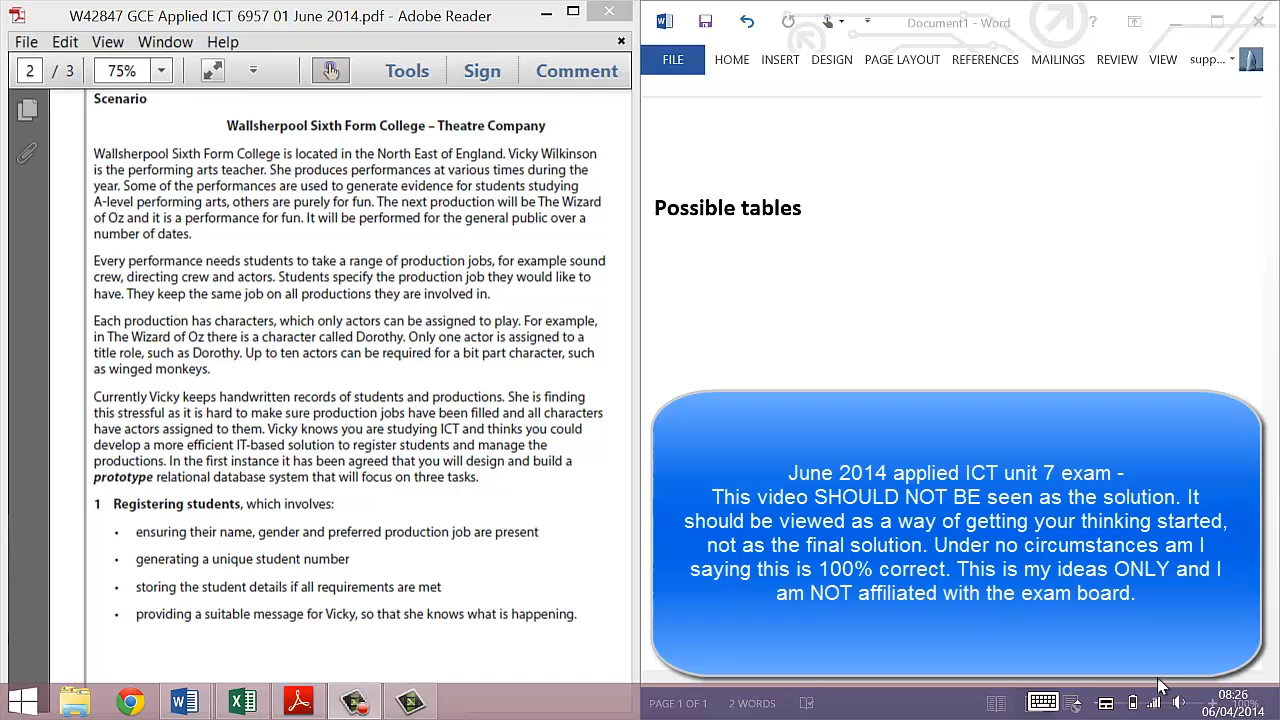 W42847 GCE Applied ICT 6957 01 June 2014.pdf - Adobe Reader
File Edit View Window Help
2 / 3 75% Tools Sign Comment
Scenario
Wallsherpool Sixth Form College – Theatre Company
Wallsherpool Sixth Form College is located in the North East of England. Vicky Wilkinson
is the performing arts teacher. She produces performances at various times during the
year. Some of the performances are used to generate evidence for students studying
A-level performing arts, others are purely for fun. The next production will be The Wizard
of Oz and it is a performance for fun. It will be performed for the general public over a
number of dates.
Every performance needs students to take a range of production jobs, for example sound
crew, directing crew and actors. Students specify the production job they would like to
have. They keep the same job on all productions they are involved in.
Each production has characters, which only actors can be assigned to play. For example,
in The Wizard of Oz there is a character called Dorothy. Only one actor is assigned to a
title role, such as Dorothy. Up to ten actors can be required for a bit part character, such
as winged monkeys.
Currently Vicky keeps handwritten records of students and productions. She is finding
this stressful as it is hard to make sure production jobs have been filled and all characters
have actors assigned to them. Vicky knows you are studying ICT and thinks you could
develop a more efficient IT-based solution to register students and manage the
productions. In the first instance it has been agreed that you will design and build a
prototype relational database system that will focus on three tasks.
1 Registering students, which involves:
• ensuring their name, gender and preferred production job are present
• generating a unique student number
• storing the student details if all requirements are met
• providing a suitable message for Vicky, so that she knows what is happening.
Document1 - Word
FILE HOME INSERT DESIGN PAGE LAYOUT REFERENCES MAILINGS REVIEW VIEW supp...
Possible tables
June 2014 applied ICT unit 7 exam -
This video SHOULD NOT BE seen as the solution. It
should be viewed as a way of getting your thinking started,
not as the final solution. Under no circumstances am I
saying this is 100% correct. This is my ideas ONLY and I
am NOT affiliated with the exam board.
PAGE 1 OF 1 2 WORDS
100%
08:26
06/04/2014